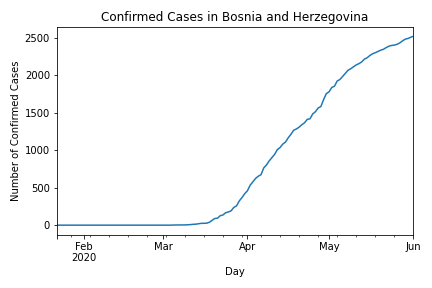 Confirmed Cases in Bosnia and Herzegovina
Number of Confirmed Cases
2500
2000
1500
1000
500
0
Feb
2020
Mar
Apr
May
Jun
Day